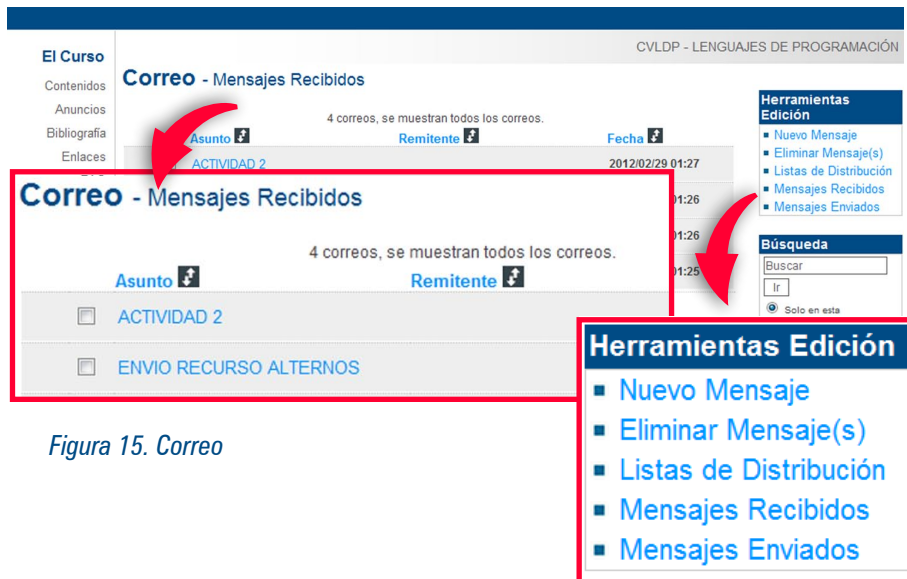 CVLDP - LENGUAJES DE PROGRAMACIÓN
El Curso
Contenidos
Anuncios
Bibliografía
Enlaces
Correo - Mensajes Recibidos
4 correos, se muestran todos los correos.
Asunto Remitente Fecha
ACTIVIDAD 2 2012/02/29 01:27
01:26
01:26
01:25
Herramientas
Edición
Nuevo Mensaje
Eliminar Mensaje(s)
Listas de Distribución
Mensajes Recibidos
Mensajes Enviados
Búsqueda
Buscar
Ir
Solo en esta
Correo - Mensajes Recibidos
4 correos, se muestran todos los correos.
Asunto Remitente
ACTIVIDAD 2
ENVIO RECURSO ALTERNOS
Herramientas Edición
Nuevo Mensaje
Eliminar Mensaje(s)
Listas de Distribución
Mensajes Recibidos
Mensajes Enviados
Figura 15. Correo